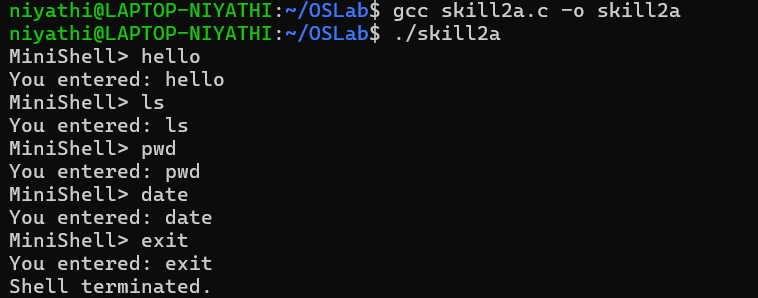 niyathi@LAPTOP-NIYATHI:~/OSLab$ gcc skill2a.c -o skill2a
niyathi@LAPTOP-NIYATHI:~/OSLab$ ./skill2a
MiniShell> hello
You entered: hello
MiniShell> ls
You entered: ls
MiniShell> pwd
You entered: pwd
MiniShell> date
You entered: date
MiniShell> exit
You entered: exit
Shell terminated.